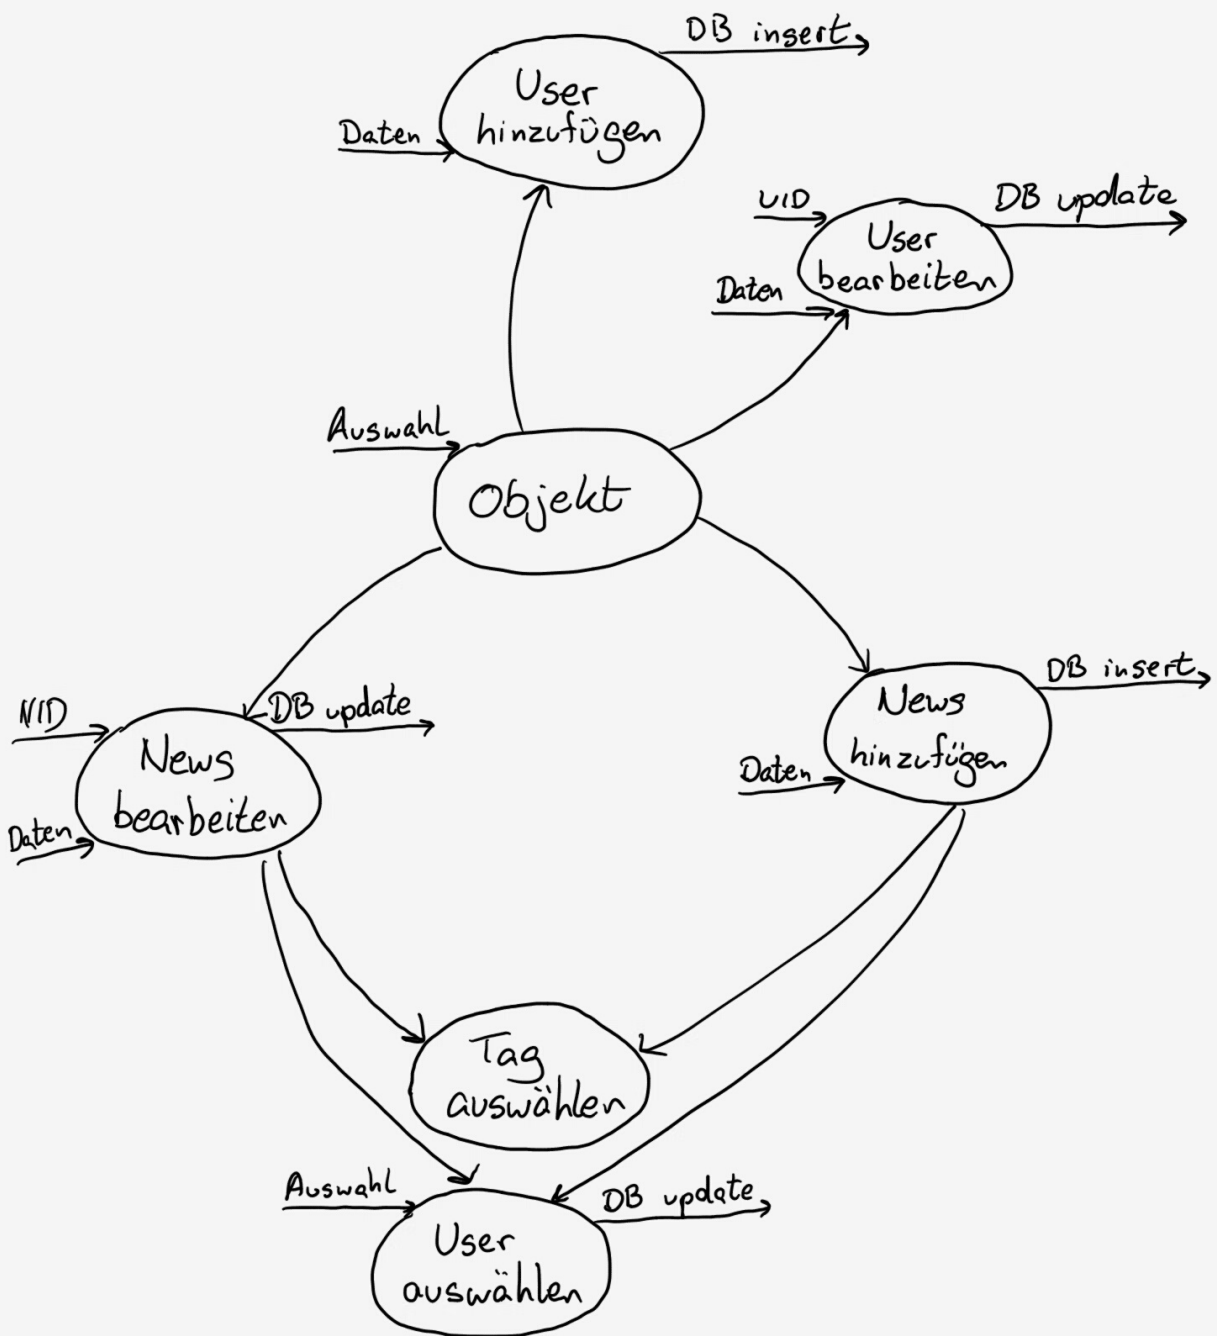 DB insert
User
hinzufügen
Daten
UID
DB update
User
bearbeiten
Daten
Auswahl
Objekt
DB insert
News
hinzufügen
Daten
NID
DB update
News
bearbeiten
Daten
Tag
auswählen
Auswahl
DB update
User
auswählen